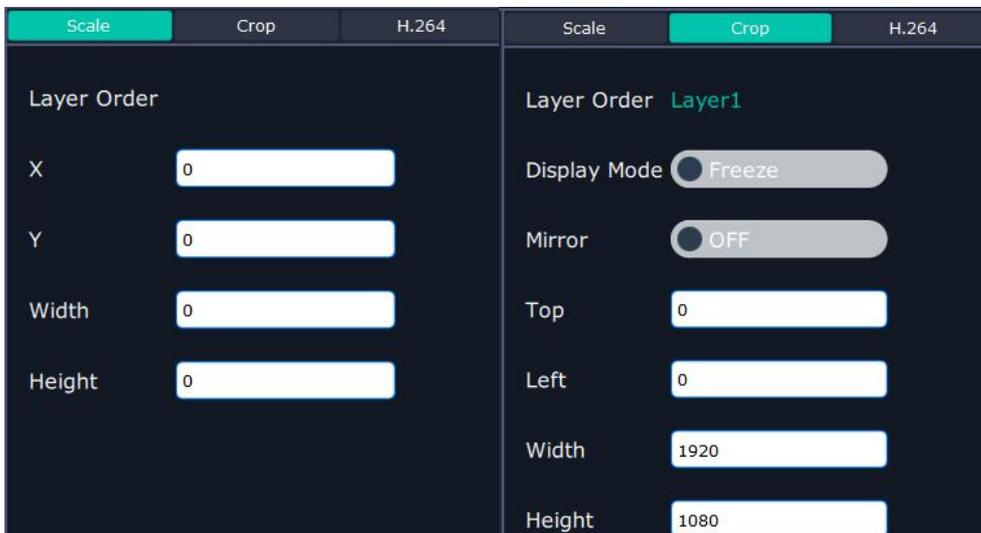 Scale Crop H.264
Layer Order
X 0
Y 0
Width 0
Height 0
Scale Crop H.264
Layer Order Layer1
Display Mode Freeze
Mirror OFF
Top 0
Left 0
Width 1920
Height 1080